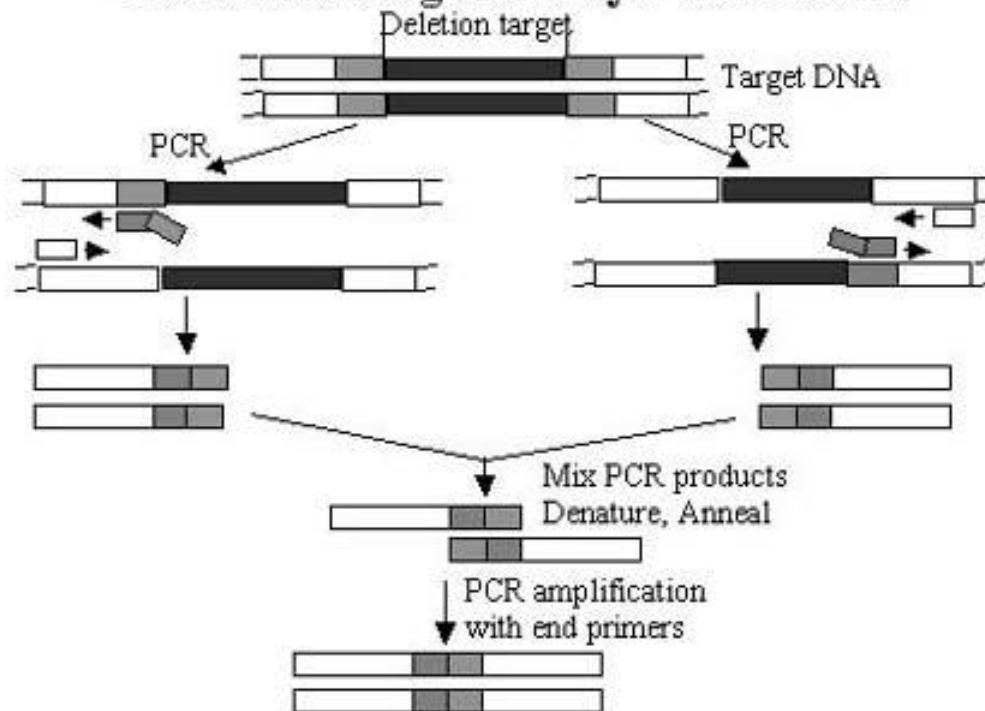 Deletion target
Target DNA
PCR
PCR
Mix PCR products
Denature, Anneal
PCR amplification
with end primers